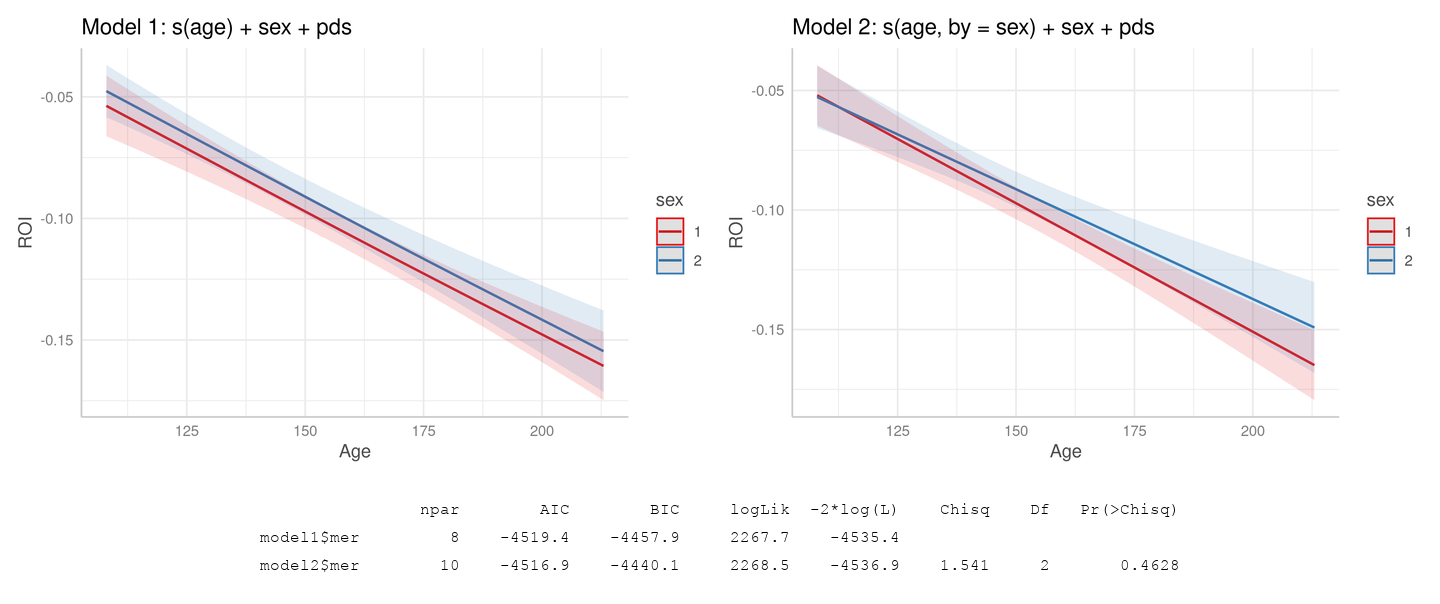 Model 1: s(age) + sex + pds
-0.05
-0.10
-0.15
ROI
125 150 175 200
Age
sex
1
2
Model 2: s(age, by = sex) + sex + pds
-0.05
-0.10
-0.15
ROI
125 150 175 200
Age
sex
1
2
npar AIC BIC logLik -2*log(L) Chisq Df Pr(>Chisq)
model1$mer 8 -4519.4 -4457.9 2267.7 -4535.4
model2$mer 10 -4516.9 -4440.1 2268.5 -4536.9 1.541 2 0.4628